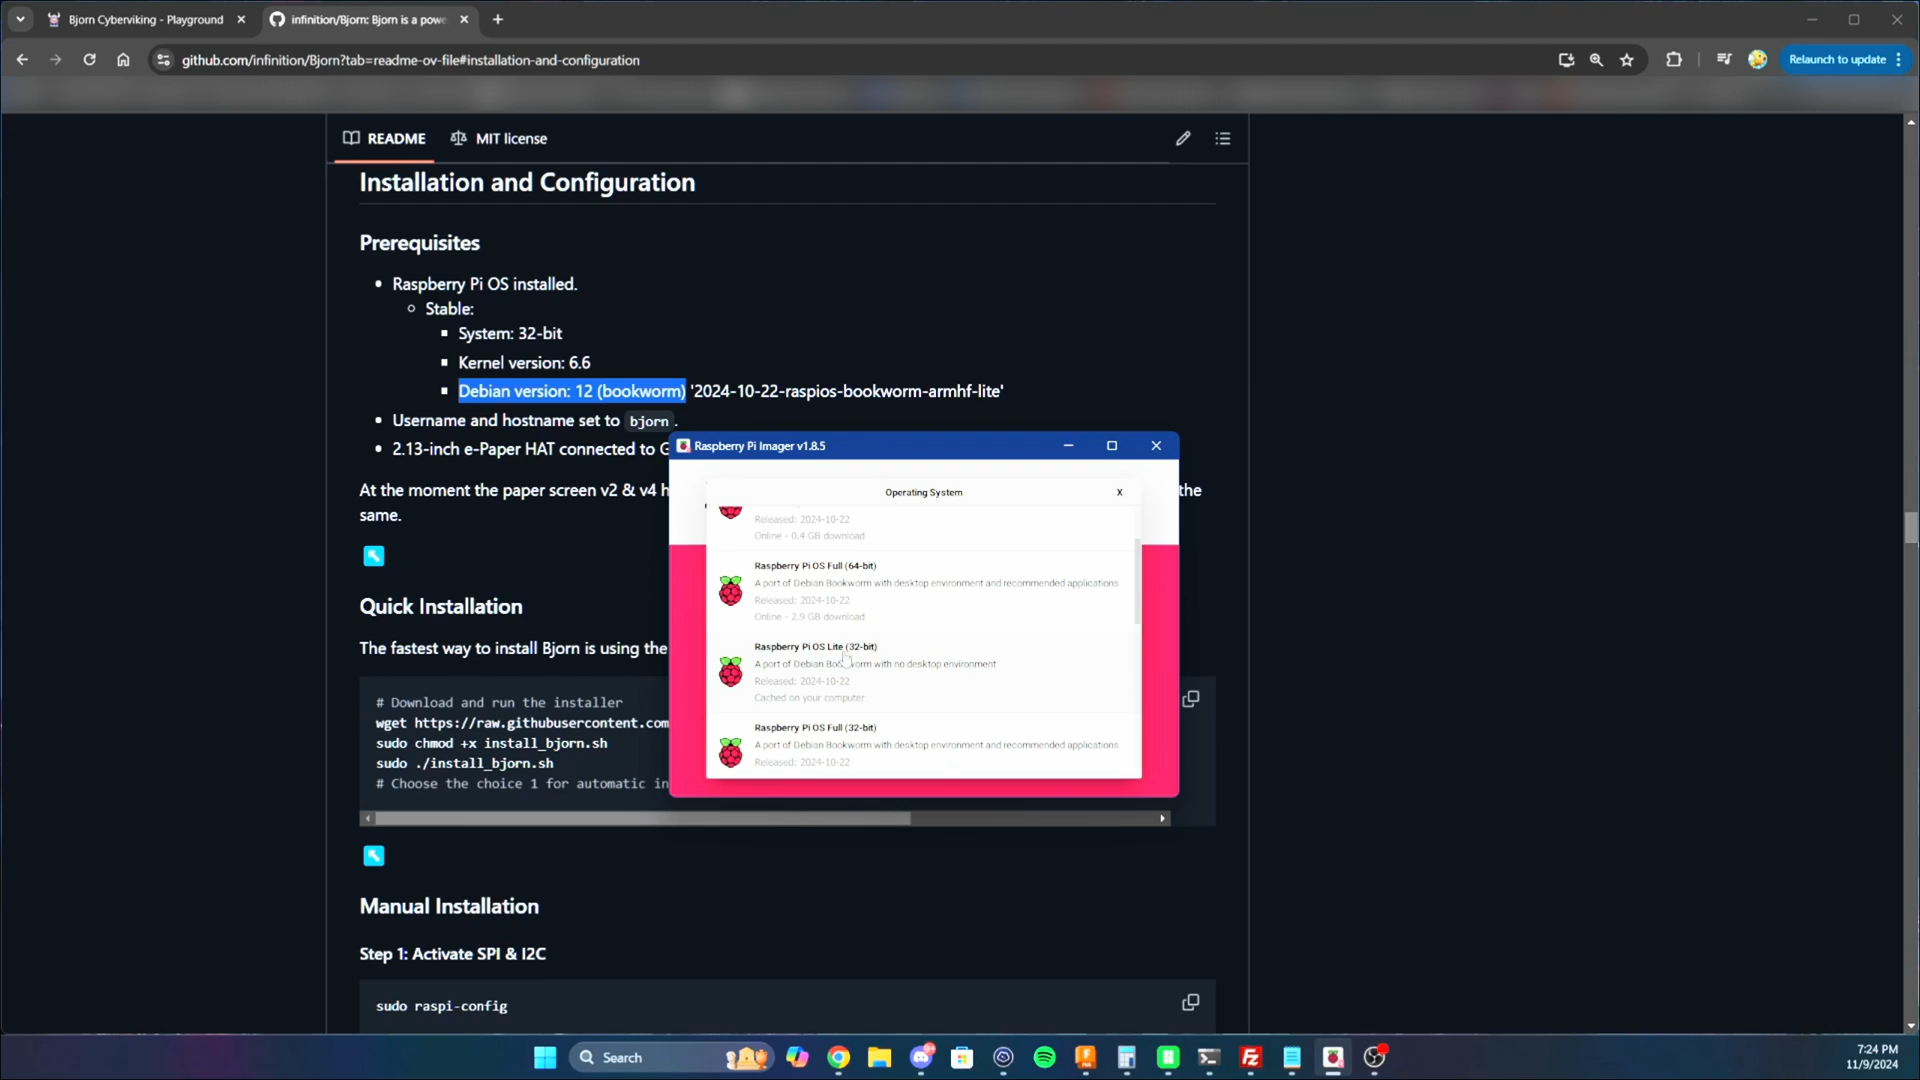 Bjorn Cyberviking - Playground
infinition/Bjorn: Bjorn is a powe
github.com/infinition/Bjorn?tab=readme-ov-file#installation-and-configuration
Relaunch to update
README
MIT license
Installation and Configuration
Prerequisites
Raspberry Pi OS installed.
Stable:
System: 32-bit
Kernel version: 6.6
Debian version: 12 (bookworm) '2024-10-22-raspios-bookworm-armhf-lite'
Username and hostname set to bjorn.
2.13-inch e-Paper HAT connected to G
At the moment the paper screen v2 & v4 h
the
same.
Raspberry Pi Imager v1.8.5
Operating System
X
Released: 2024-10-22
Online - 0.4 GB download
Raspberry Pi OS Full (64-bit)
A port of Debian Bookworm with desktop environment and recommended applications
Released: 2024-10-22
Online - 2.9 GB download
Raspberry Pi OS Lite (32-bit)
A port of Debian Bookworm with no desktop environment
Released: 2024-10-22
Cached on your computer
Raspberry Pi OS Full (32-bit)
A port of Debian Bookworm with desktop environment and recommended applications
Released: 2024-10-22
Quick Installation
The fastest way to install Bjorn is using the
# Download and run the installer
wget https://raw.githubusercontent.com
sudo chmod +x install_bjorn.sh
sudo ./install_bjorn.sh
# Choose the choice 1 for automatic in
Manual Installation
Step 1: Activate SPI & I2C
sudo raspi-config
Search
7:24 PM
11/9/2024